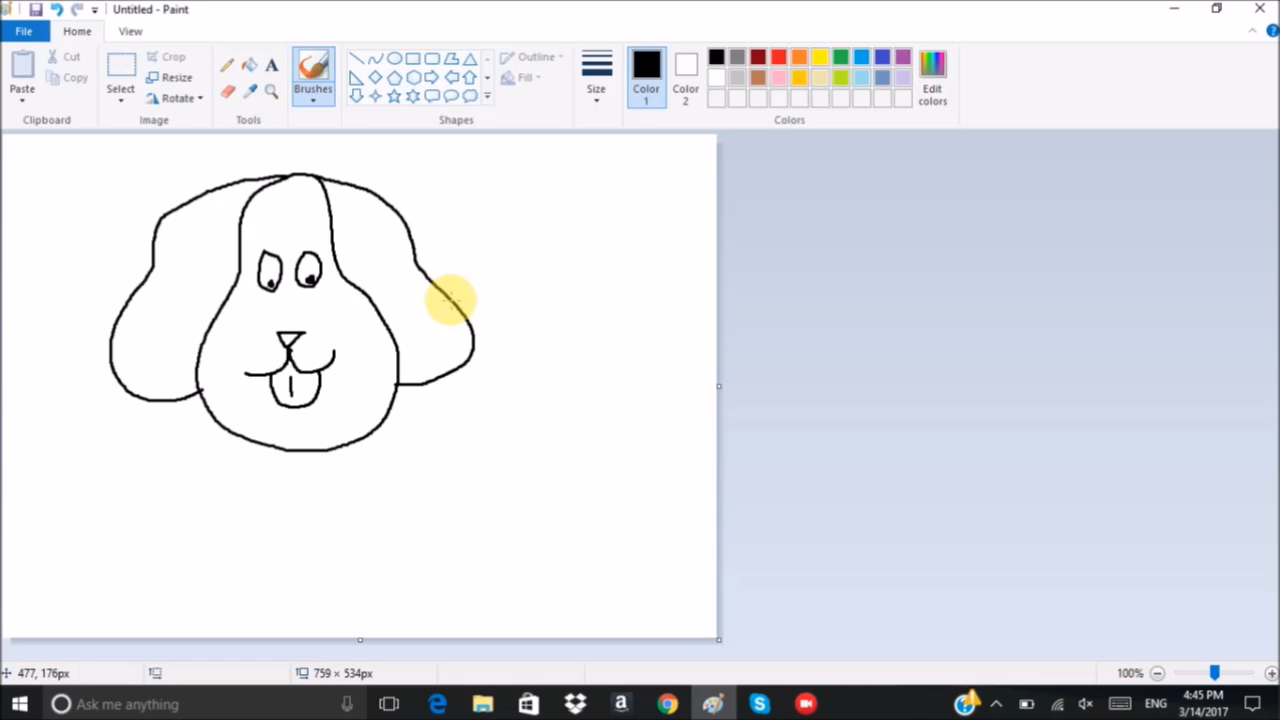 Untitled - Paint
File Home View
Paste
Cut
Copy
Clipboard
Select
Crop
Resize
Rotate
Image
A
Tools
Brushes
Outline
Fill
Shapes
Size
Color 1
Color 2
Edit colors
Colors
477, 176px
759 × 534px
100%
Ask me anything
ENG
4:45 PM
3/14/2017